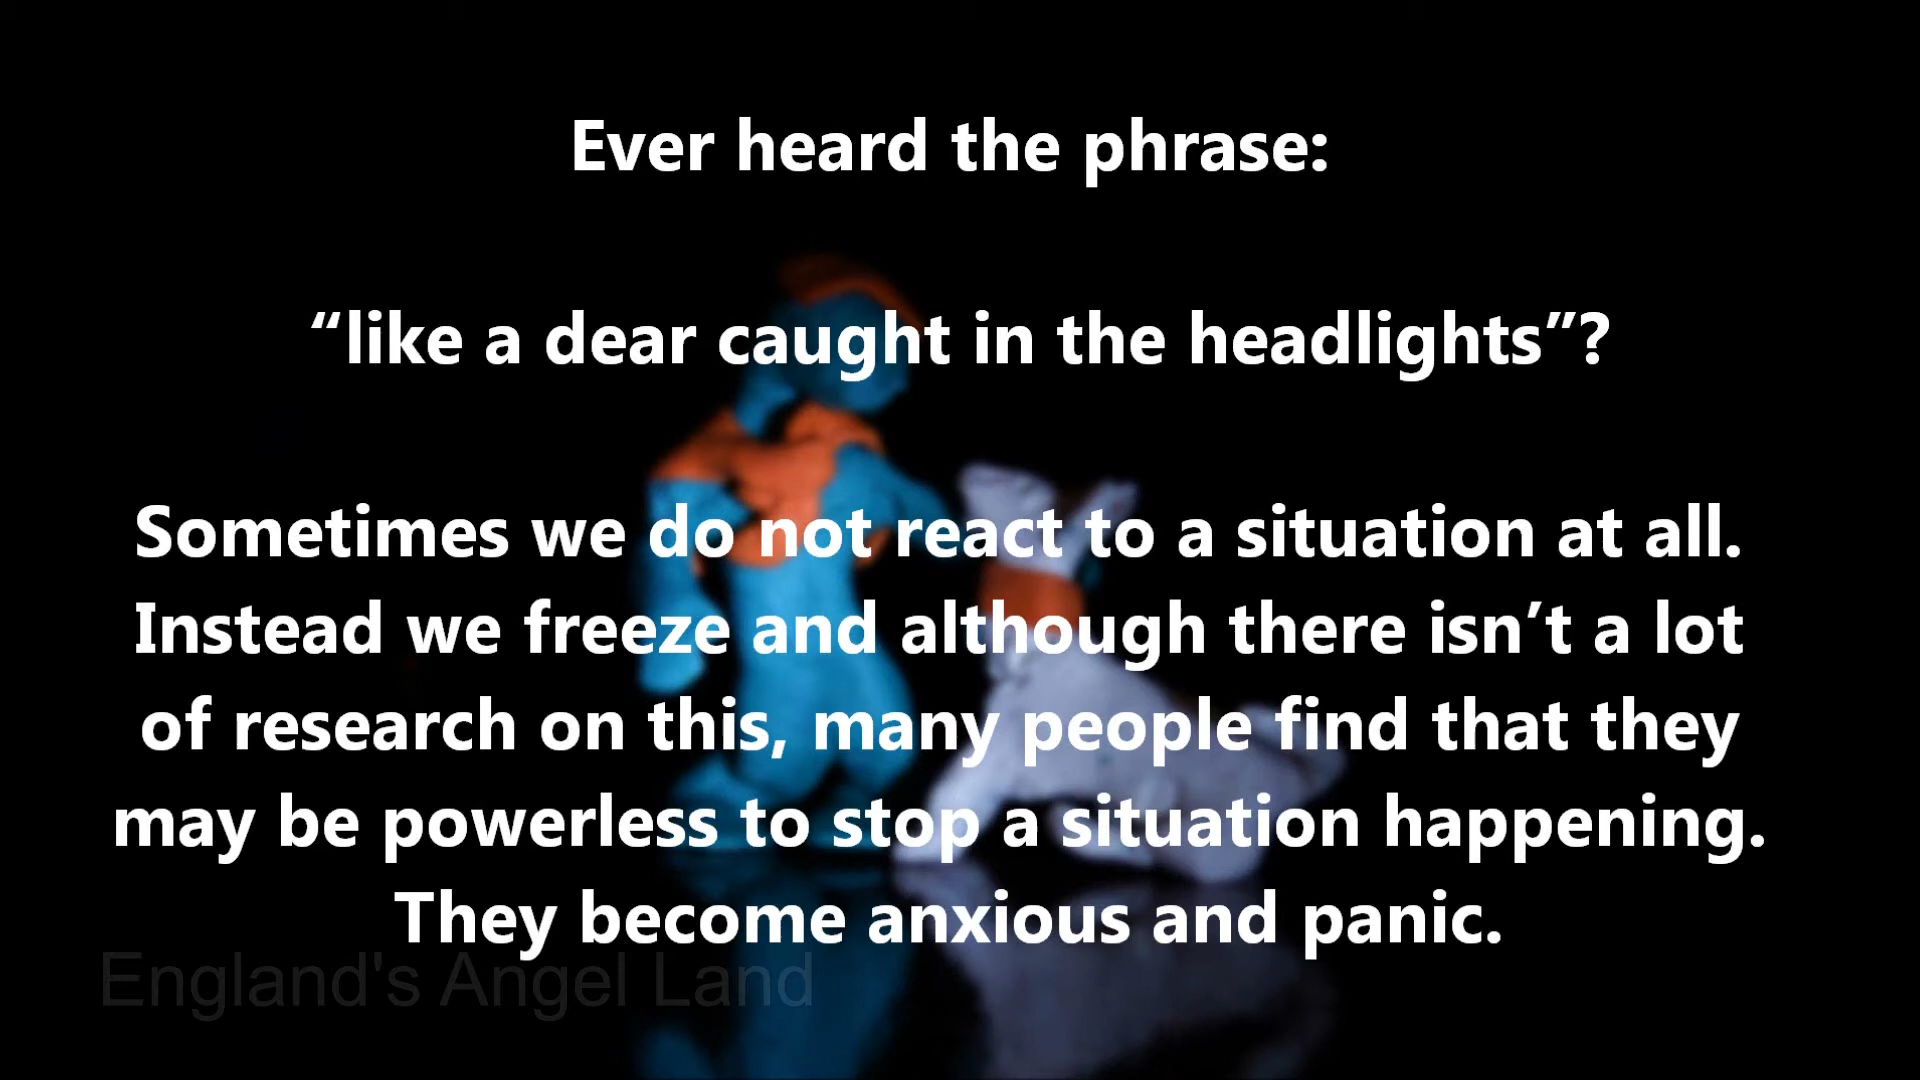 Ever heard the phrase:
“like a dear caught in the headlights”?
Sometimes we do not react to a situation at all.
Instead we freeze and although there isn’t a lot
of research on this, many people find that they
may be powerless to stop a situation happening.
They become anxious and panic.
England's Angel Land